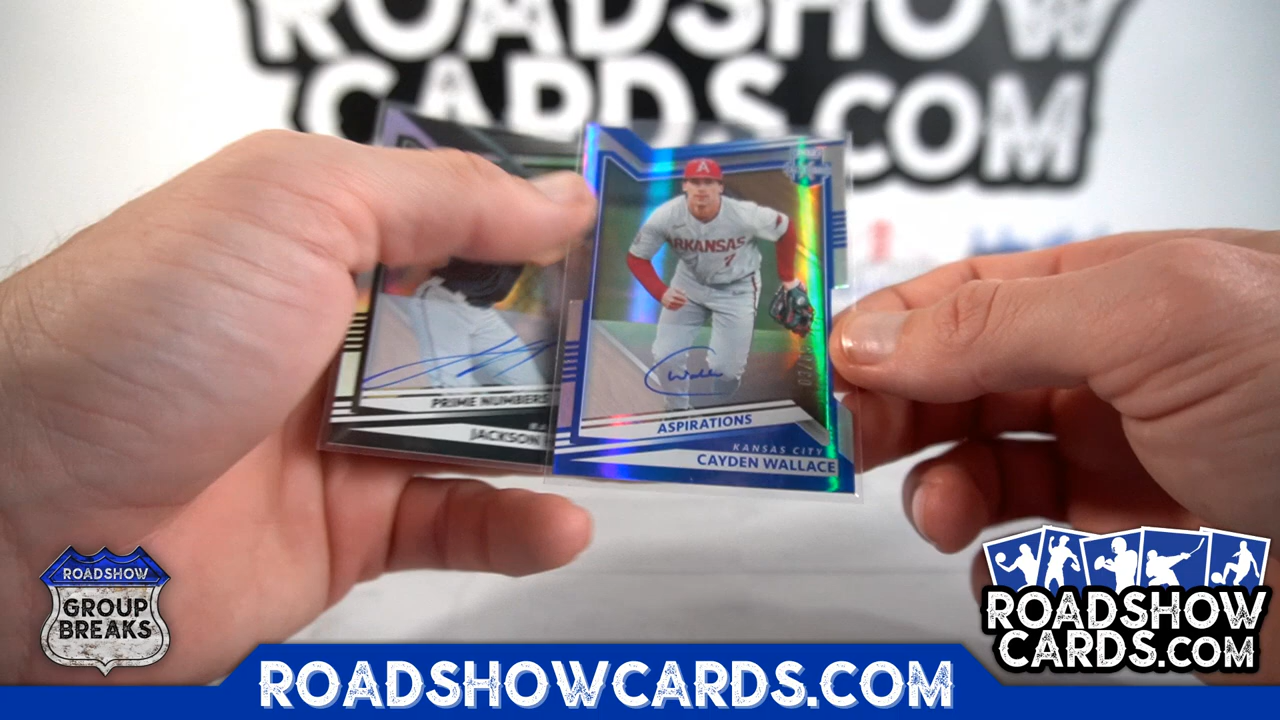 ROADSHOW
CARDS.COM
A
ARKANSAS
7
PRIME NUMBERS
JACKSON
ASPIRATIONS
KANSAS CITY
CAYDEN WALLACE
ROADSHOW
GROUP
BREAKS
ROADSHOW
CARDS.COM
ROADSHOWCARDS.COM